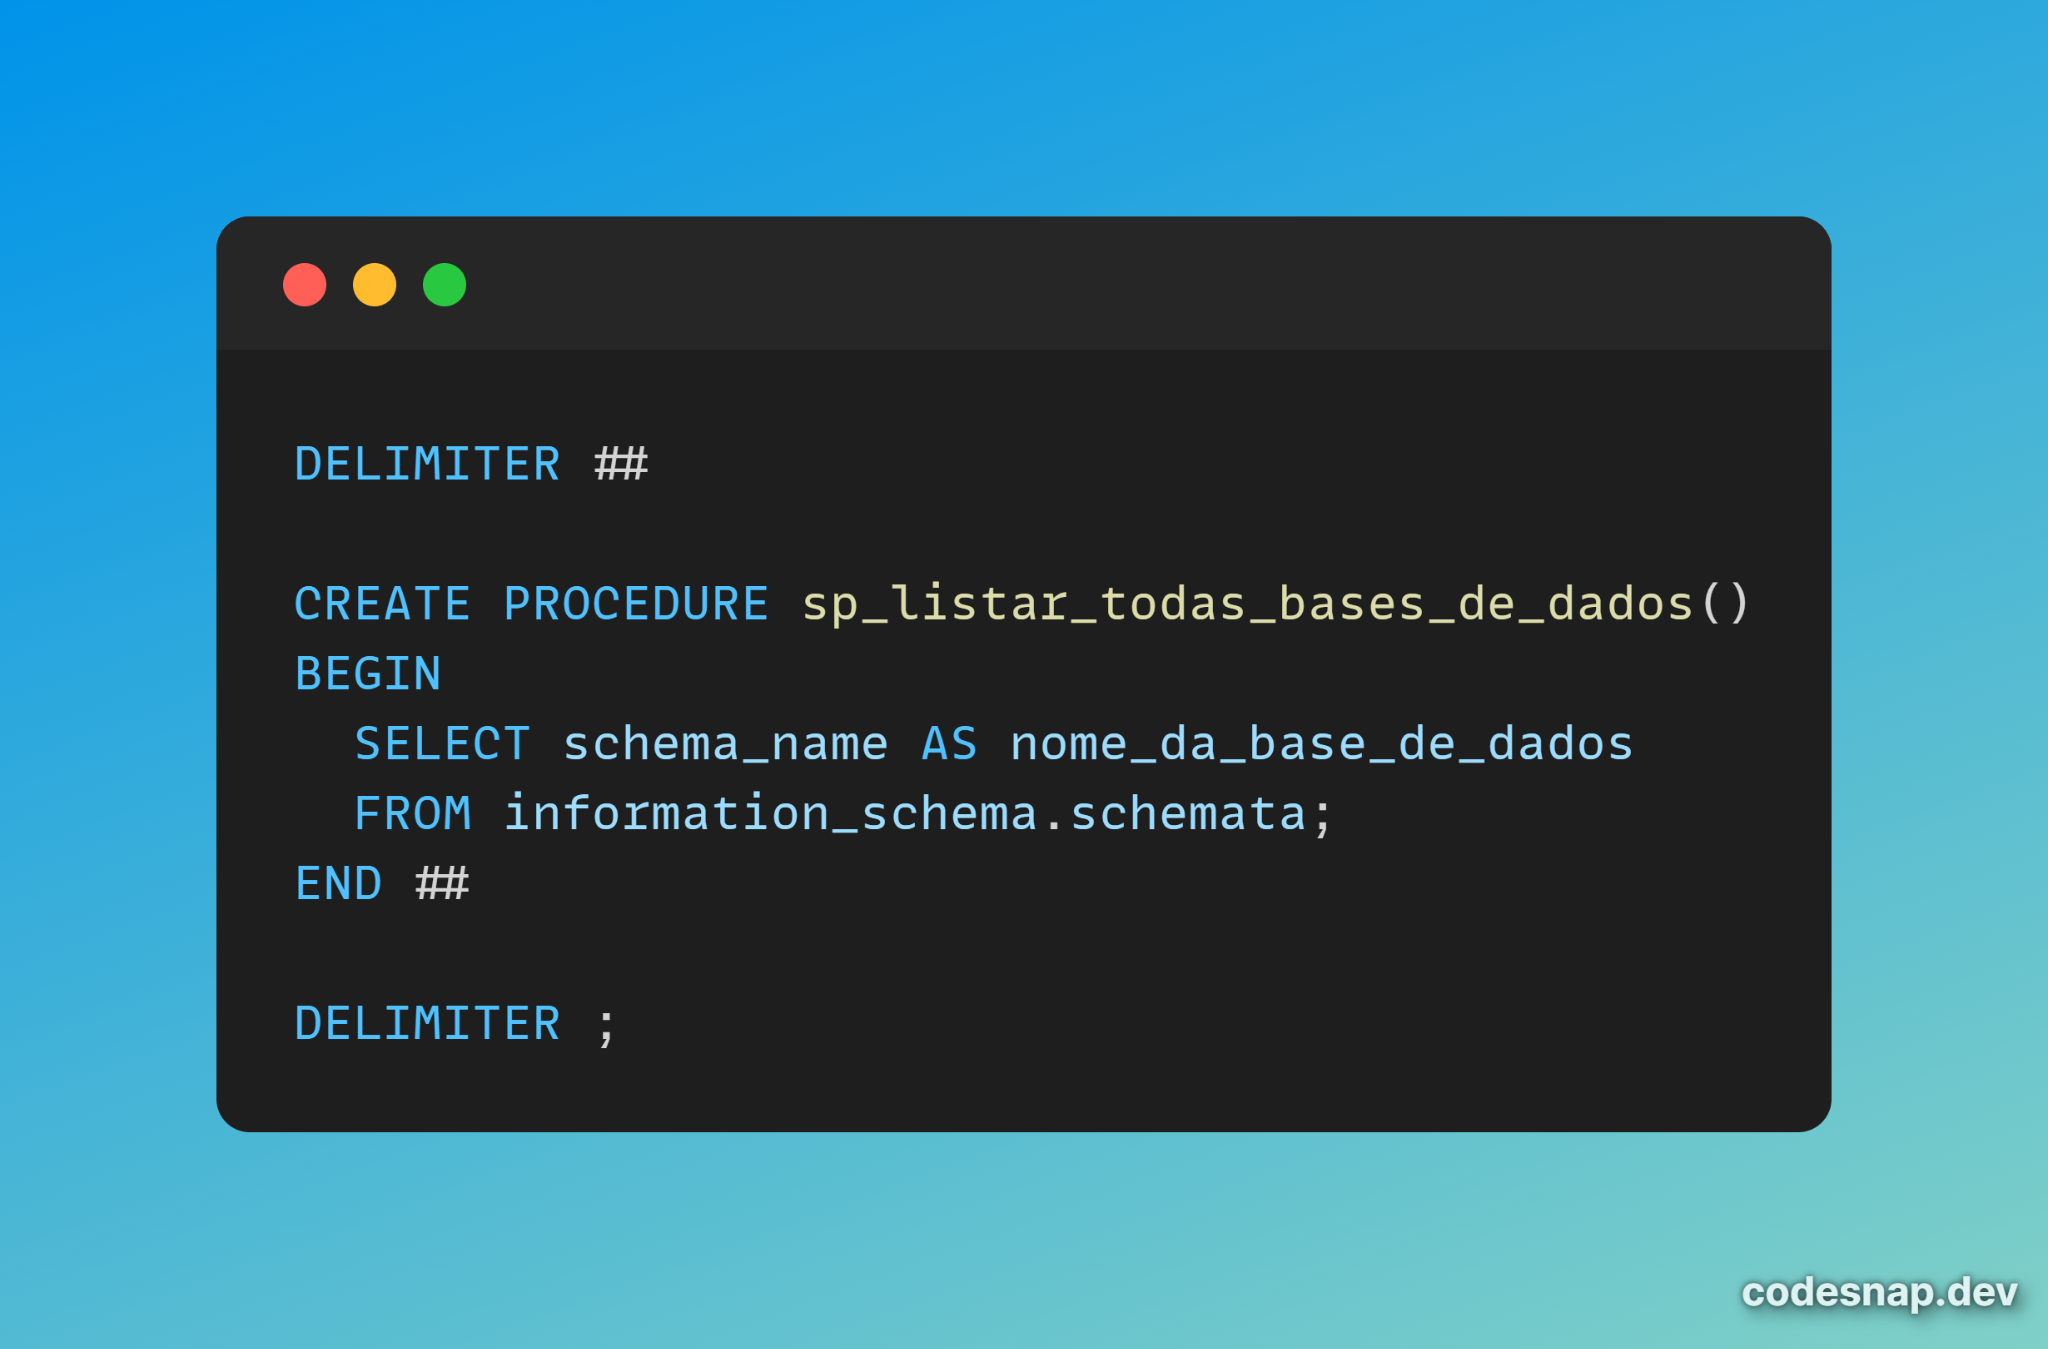 DELIMITER ##
CREATE PROCEDURE sp_listar_todas_bases_de_dados()
BEGIN
  SELECT schema_name AS nome_da_base_de_dados
  FROM information_schema.schemata;
END ##
DELIMITER ;
codesnap.dev